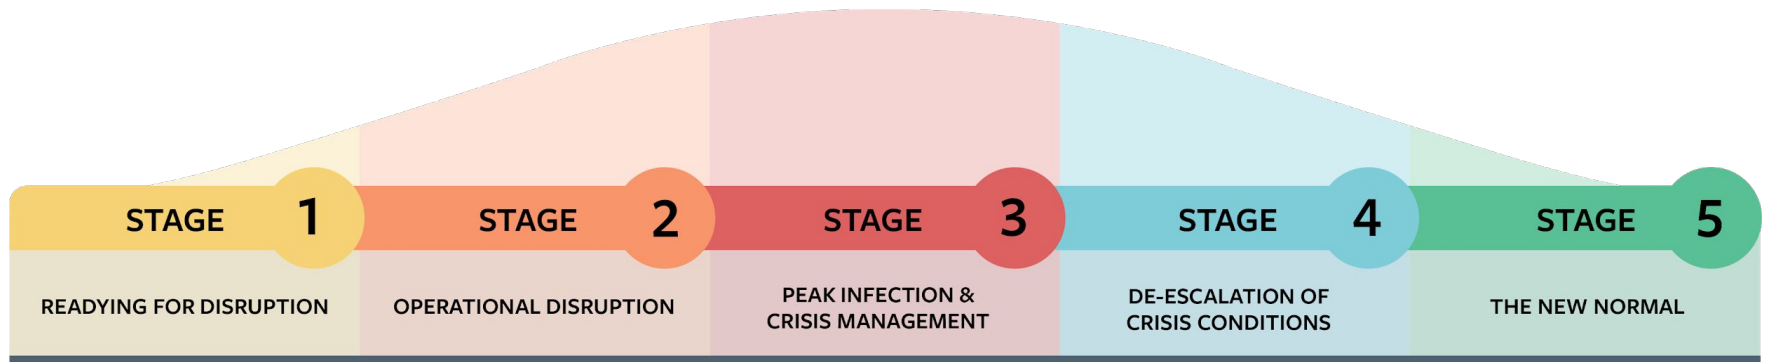 STAGE 1
STAGE 2
STAGE 3
STAGE 4
STAGE 5
READYING FOR DISRUPTION
OPERATIONAL DISRUPTION
PEAK INFECTION &
CRISIS MANAGEMENT
DE-ESCALATION OF
CRISIS CONDITIONS
THE NEW NORMAL